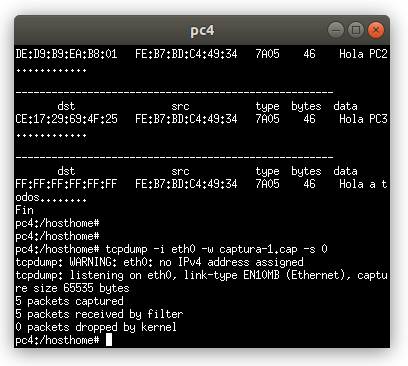 pc4
DE:D9:B9:EA:B8:01   FE:B7:BD:C4:49:34   7A05    46    Hola PC2
............
--------------------------------------------------
       dst               src            type  bytes  data
CE:17:29:69:4F:25   FE:B7:BD:C4:49:34   7A05    46    Hola PC3
............
--------------------------------------------------
       dst               src            type  bytes  data
FF:FF:FF:FF:FF:FF   FE:B7:BD:C4:49:34   7A05    46    Hola a t
odos........
Fin
pc4:/hosthome#
pc4:/hosthome#
pc4:/hosthome# tcpdump -i eth0 -w captura-1.cap -s 0
tcpdump: WARNING: eth0: no IPv4 address assigned
tcpdump: listening on eth0, link-type EN10MB (Ethernet), captu
re size 65535 bytes
5 packets captured
5 packets received by filter
0 packets dropped by kernel
pc4:/hosthome#